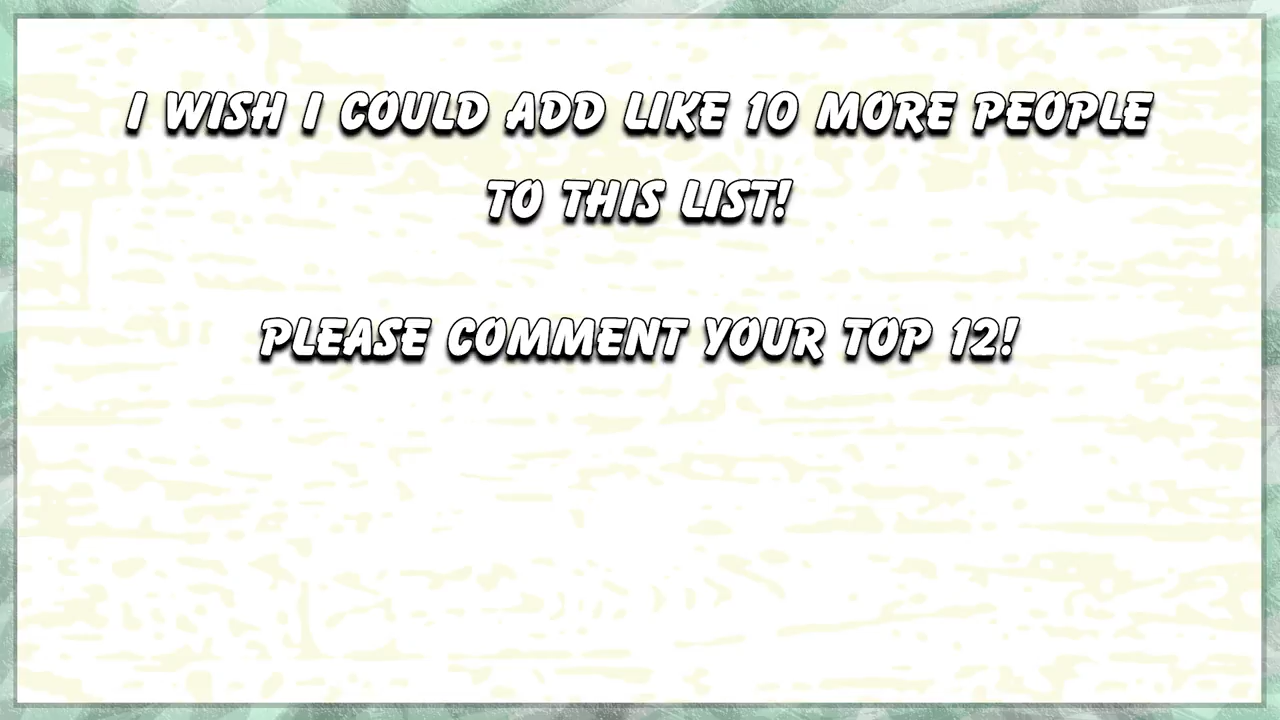 I WISH I COULD ADD LIKE 10 MORE PEOPLE
TO THIS LIST!
PLEASE COMMENT YOUR TOP 12!